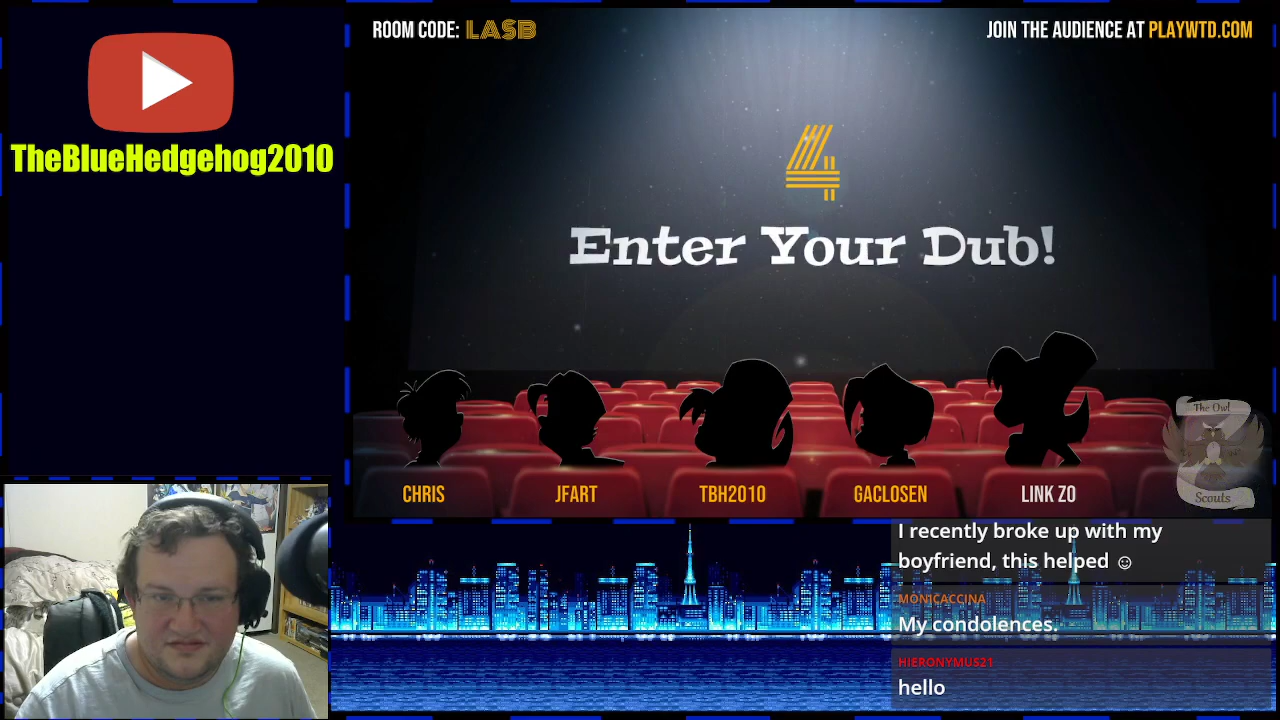 ROOM CODE: LASB
JOIN THE AUDIENCE AT PLAYWTD.COM
TheBlueHedgehog2010
4
Enter Your Dub!
The Owl
Scouts
CHRIS
JFART
TBH2010
GACLOSEN
LINK ZO
I recently broke up with my
boyfriend, this helped ☺
MONICACCINA
My condolences.
HIERONYMUS21
hello